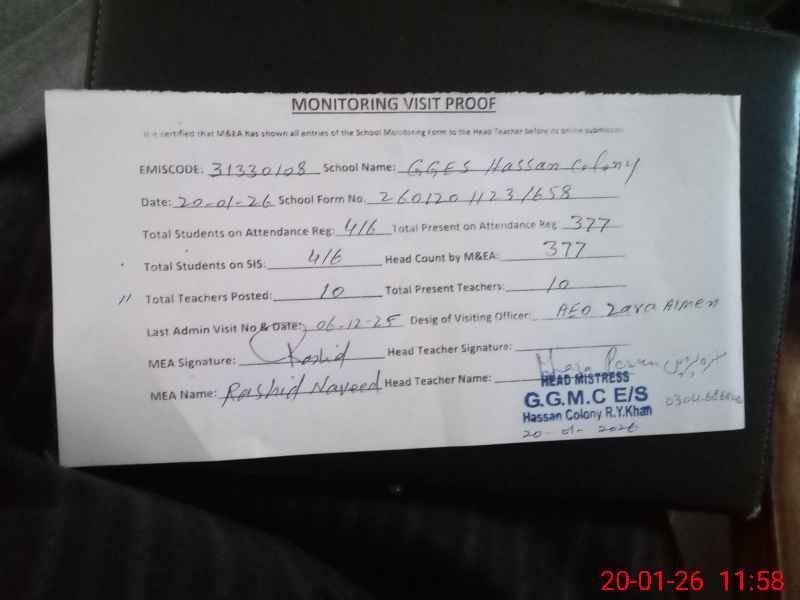 MONITORING VISIT PROOF
It is certified that M&EA has shown all entries of the School Monitoring Form to the Head Teacher before its online submission
EMISCODE: 31330108 School Name: GGES Hassan Colony
Date: 20-01-26 School Form No. 26012011231658
Total Students on Attendance Reg: 416 Total Present on Attendance Reg 377
Total Students on SIS: 416 Head Count by M&EA: 377
Total Teachers Posted: 10 Total Present Teachers: 10
Last Admin Visit No & Date: 06-12-25 Desig of Visiting Officer: AEO Zara
MEA Signature: Rashid Head Teacher Signature:
MEA Name: Rashid Naveed Head Teacher Name:
HEAD MISTRESS
G.G.M.C E/S
Hassan Colony R.Y.Khan
20-01-2026
20-01-26 11:58